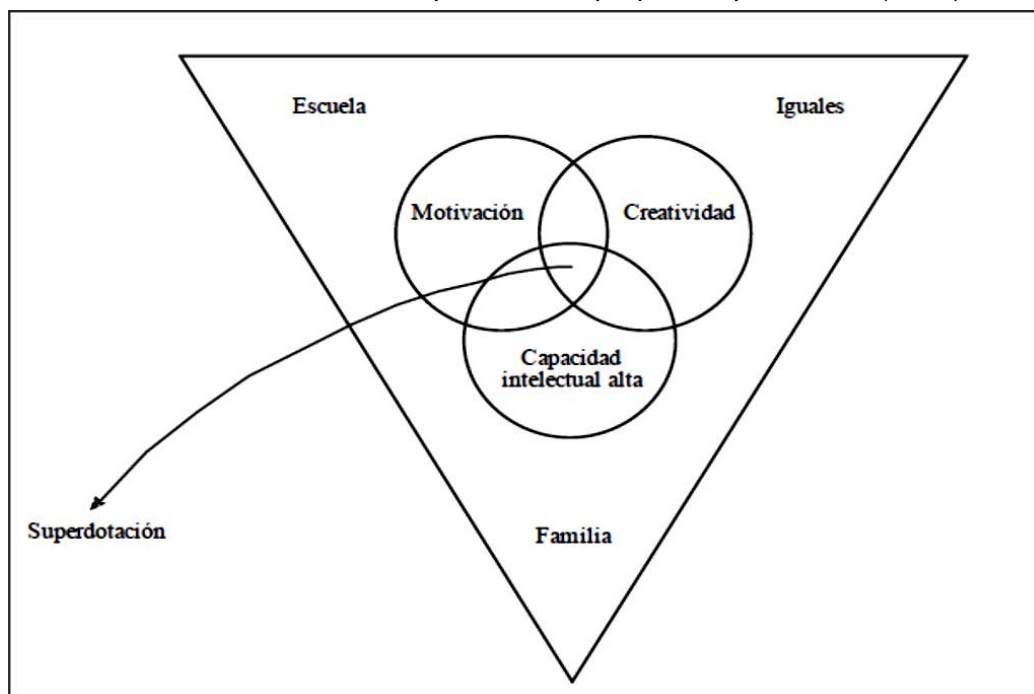 Escuela
Iguales
Motivación
Creatividad
Capacidad
intelectual alta
Superdotación
Familia